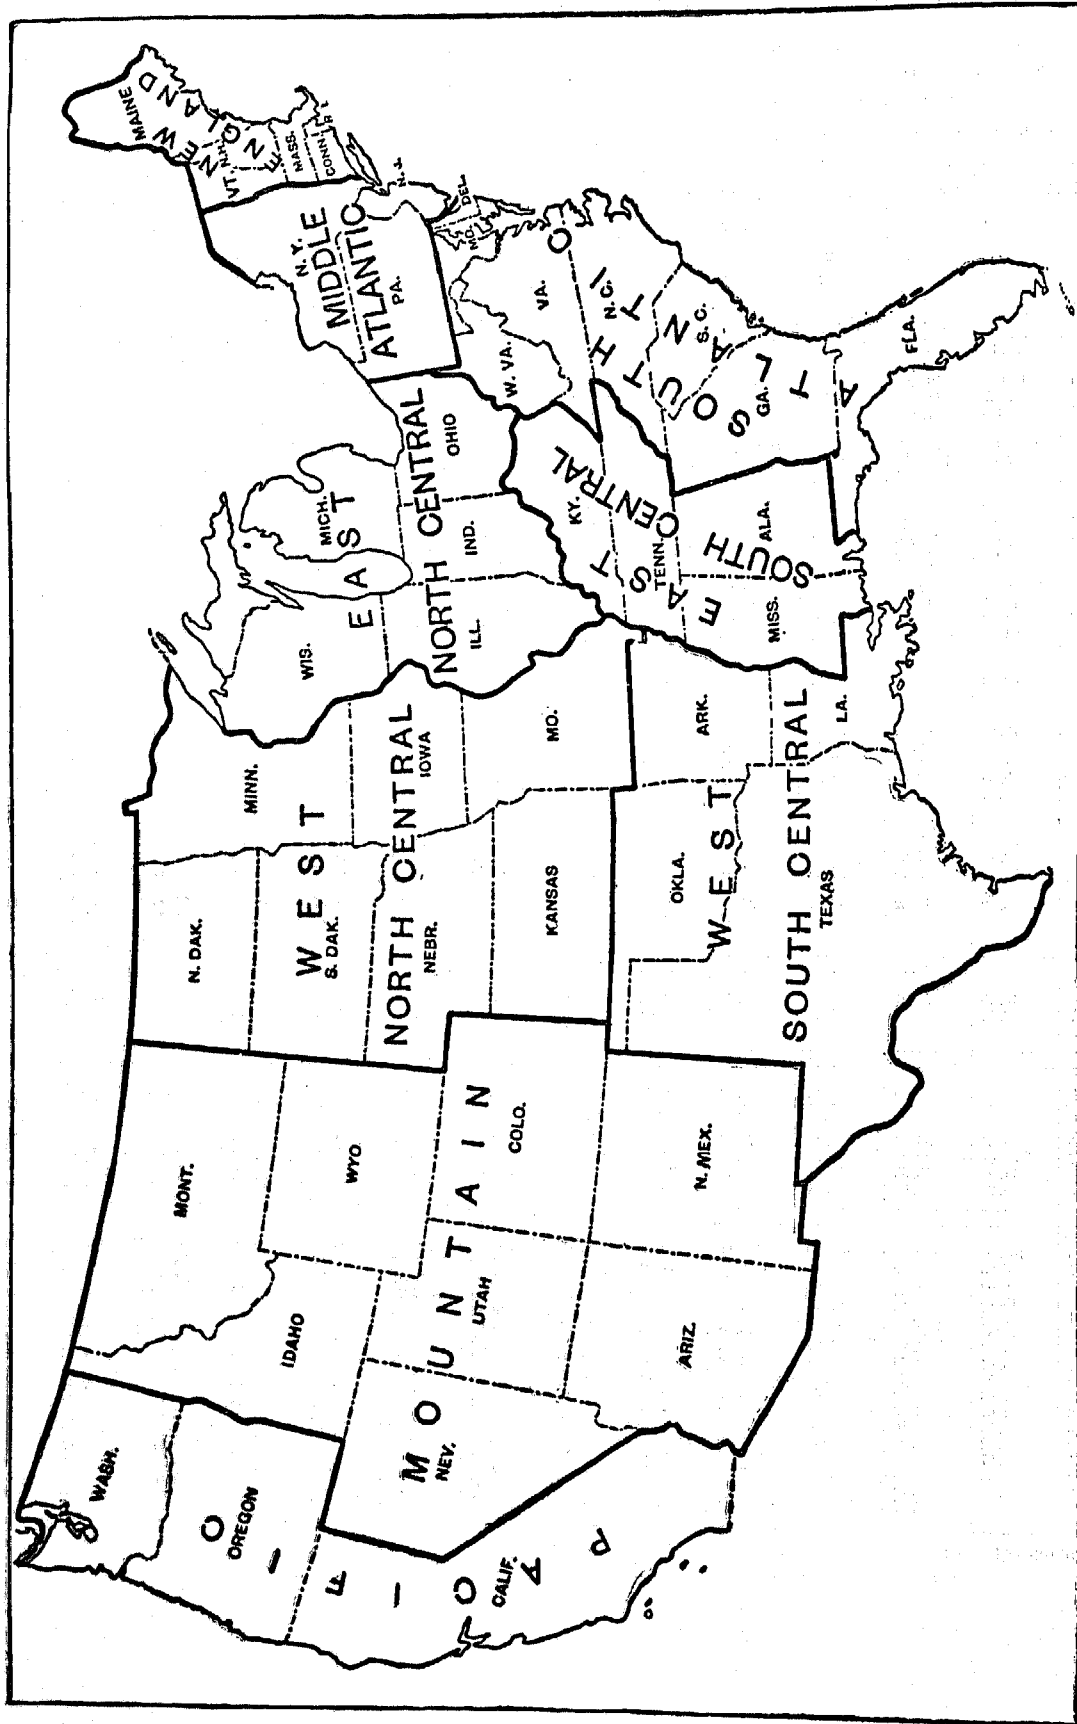 WASH.
OREGON
CALIF.
PACIFIC
MONT.
IDAHO
WYO
NEV.
UTAH
COLO.
ARIZ.
N. MEX.
MOUNTAIN
N. DAK.
S. DAK.
NEBR.
KANSAS
MINN.
IOWA
MO.
WEST
NORTH CENTRAL
OKLA.
TEXAS
ARK.
LA.
WEST
SOUTH CENTRAL
WIS.
MICH.
ILL.
IND.
OHIO
EAST
NORTH CENTRAL
KY.
TENN.
MISS.
ALA.
EAST
SOUTH CENTRAL
W. VA.
VA.
MD.
DEL.
N.C.
S.C.
GA.
FLA.
SOUTH ATLANTIC
N. Y.
PA.
N. J.
MIDDLE
ATLANTIC
MAINE
VT.
N.H.
MASS.
CONN
R I
NEW
ENGLAND